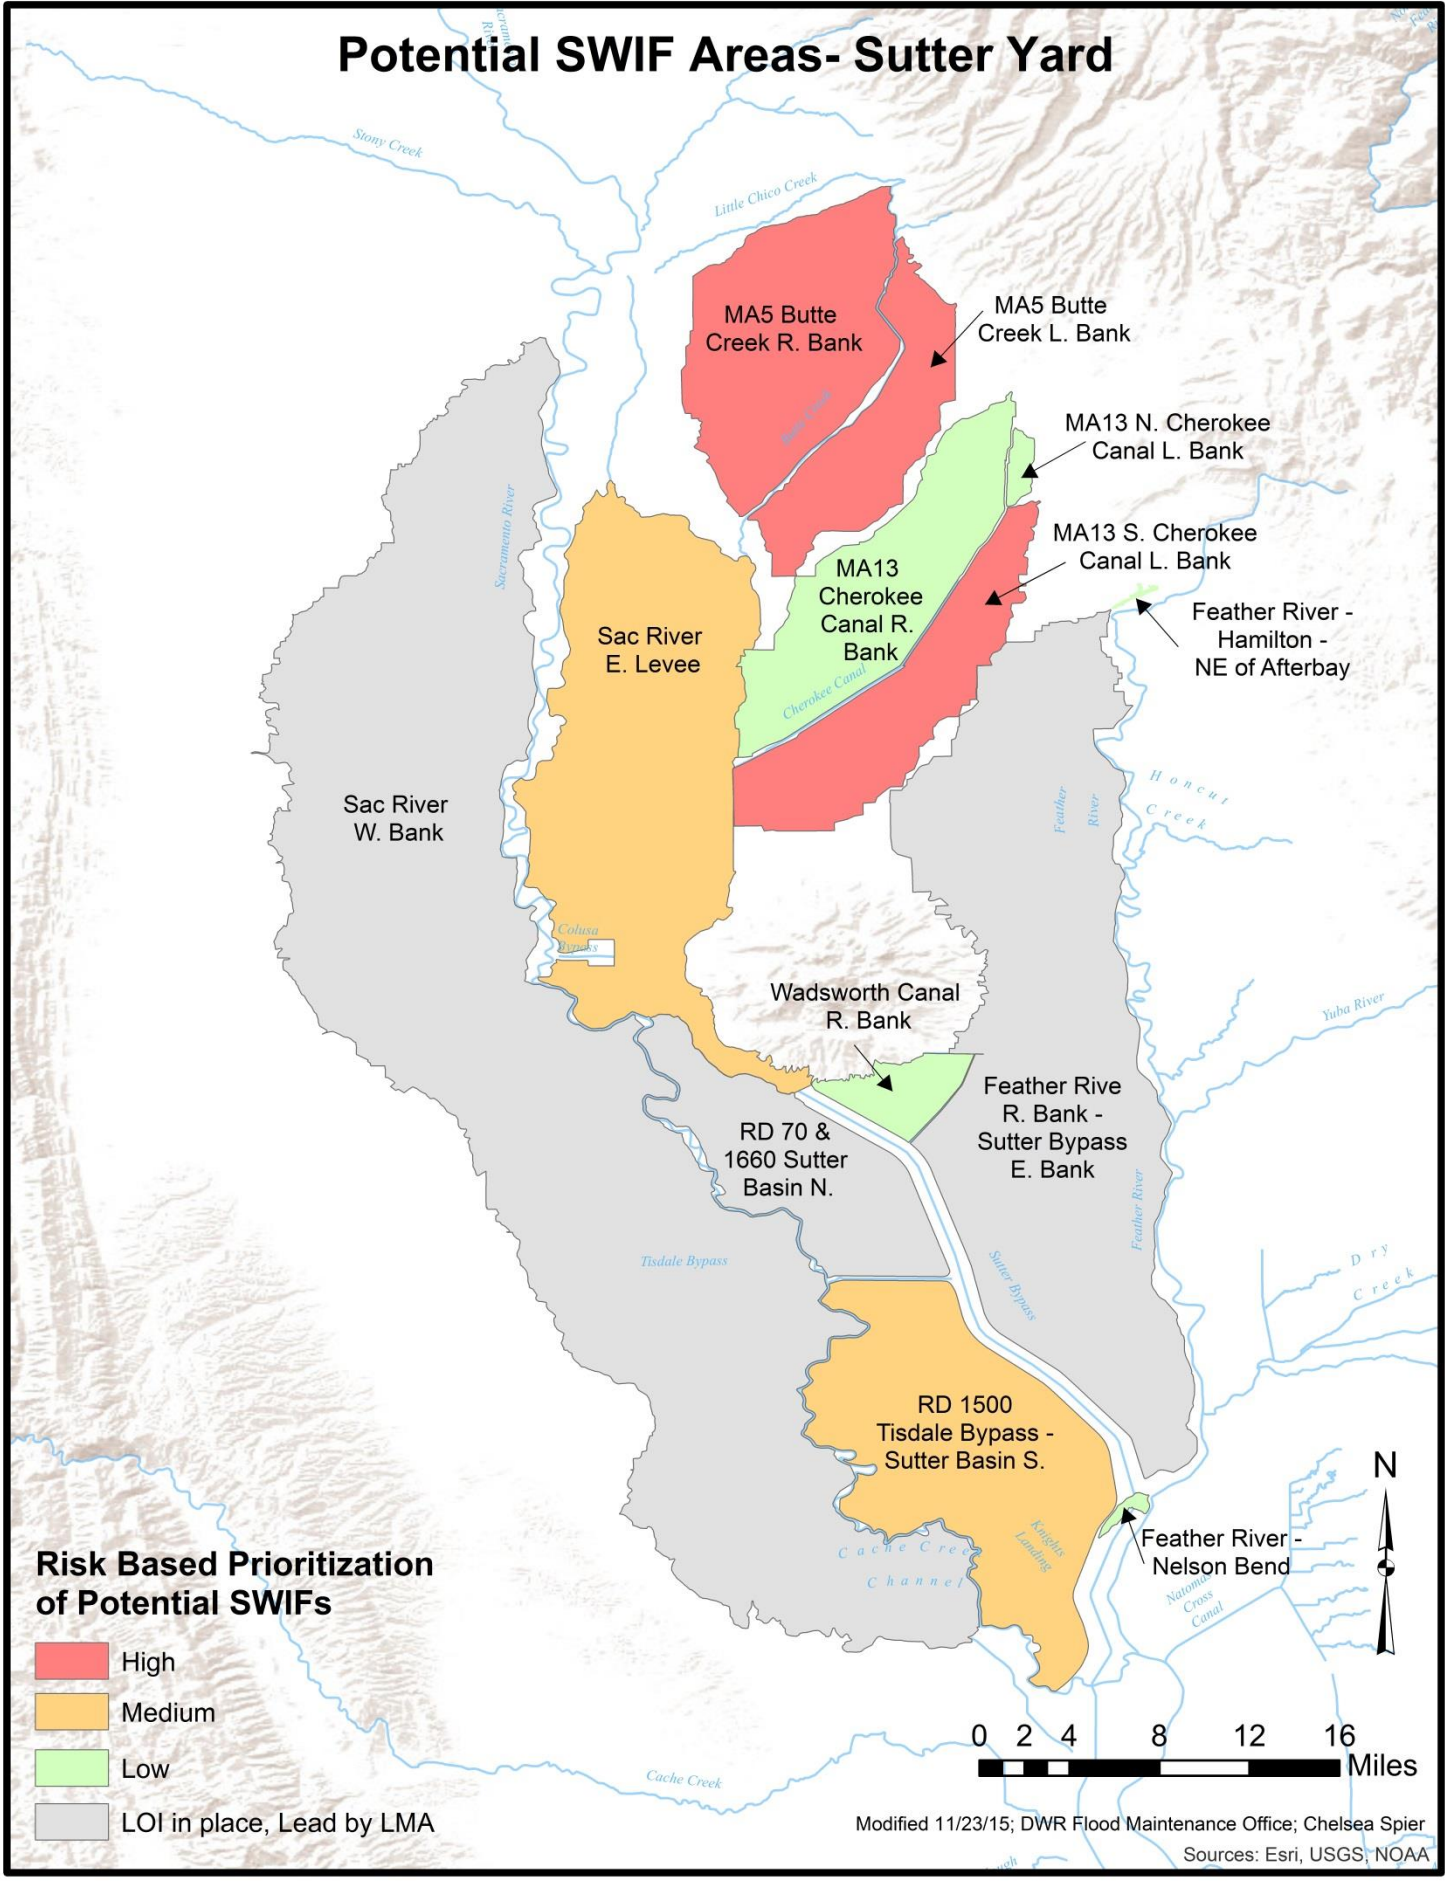 Potential SWIF Areas- Sutter Yard
Stony Creek
Little Chico Creek
MA5 Butte
Creek R. Bank
MA5 Butte
Creek L. Bank
Butte Creek
MA13 N. Cherokee
Canal L. Bank
Sacramento River
MA13 S. Cherokee
Canal L. Bank
MA13
Cherokee
Canal R.
Bank
Feather River -
Hamilton -
NE of Afterbay
Sac River
E. Levee
Cherokee Canal
Sac River
W. Bank
Feather
River
Honcut
Creek
Colusa
Bypass
Wadsworth Canal
R. Bank
Yuba River
Feather Rive
R. Bank -
Sutter Bypass
E. Bank
RD 70 &
1660 Sutter
Basin N.
Feather River
Tisdale Bypass
Sutter Bypass
Dry
Creek
RD 1500
Tisdale Bypass -
Sutter Basin S.
N
Knights
Landing
Cache Cree
Channel
Feather River -
Nelson Bend
Natomas
Cross
Canal
Risk Based Prioritization
of Potential SWIFs
High
Medium
Low
LOI in place, Lead by LMA
0 2 4 8 12 16
Miles
Cache Creek
Modified 11/23/15; DWR Flood Maintenance Office; Chelsea Spier
Sources: Esri, USGS, NOAA